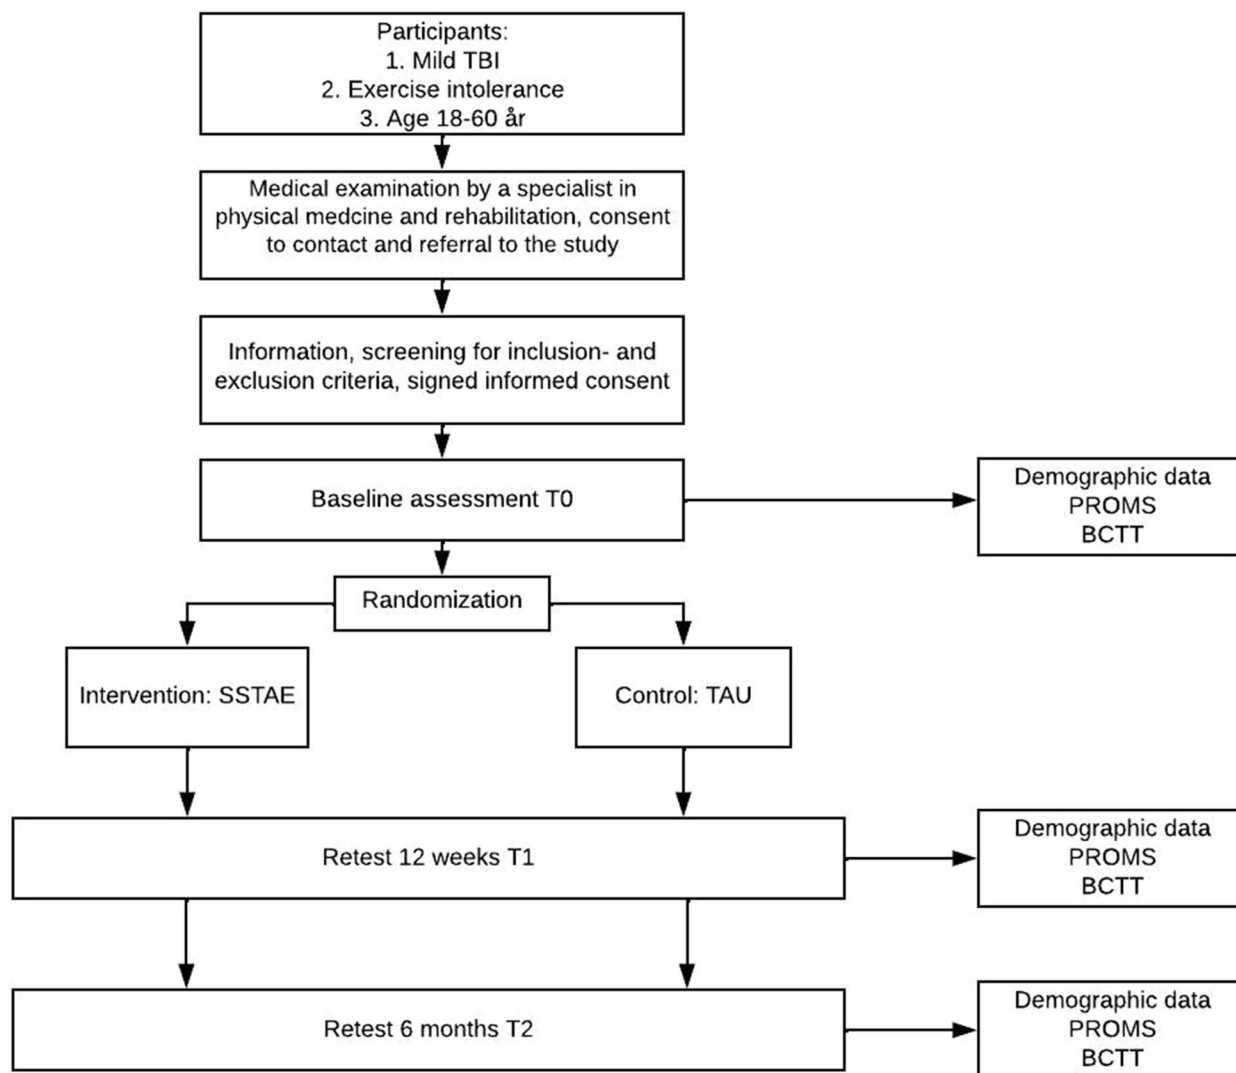 Participants:
1. Mild TBI
2. Exercise intolerance
3. Age 18-60 år
Medical examination by a specialist in
physical medcine and rehabilitation, consent
to contact and referral to the study
Information, screening for inclusion- and
exclusion criteria, signed informed consent
Baseline assessment T0
Demographic data
PROMS
BCTT
Randomization
Intervention: SSTAE
Control: TAU
Retest 12 weeks T1
Demographic data
PROMS
BCTT
Retest 6 months T2
Demographic data
PROMS
BCTT